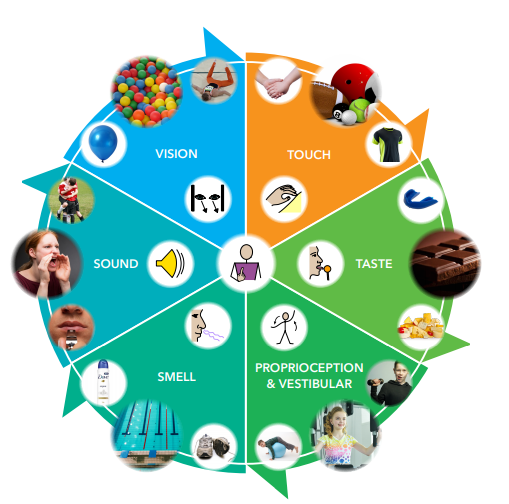 VISION
TOUCH
SOUND
TASTE
SMELL
PROPRIOCEPTION
& VESTIBULAR